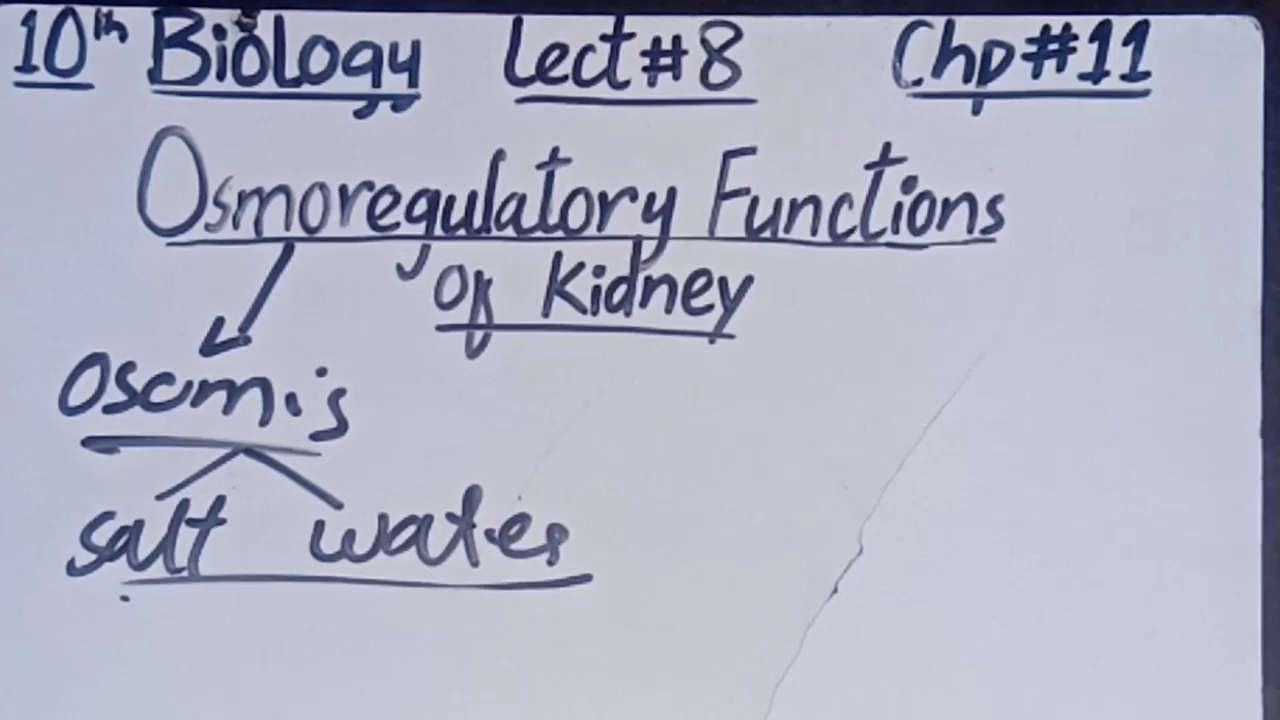 10th Biology Lect#8 Chp#11
Osmoregulatory Functions
of Kidney
Oscmis
salt water